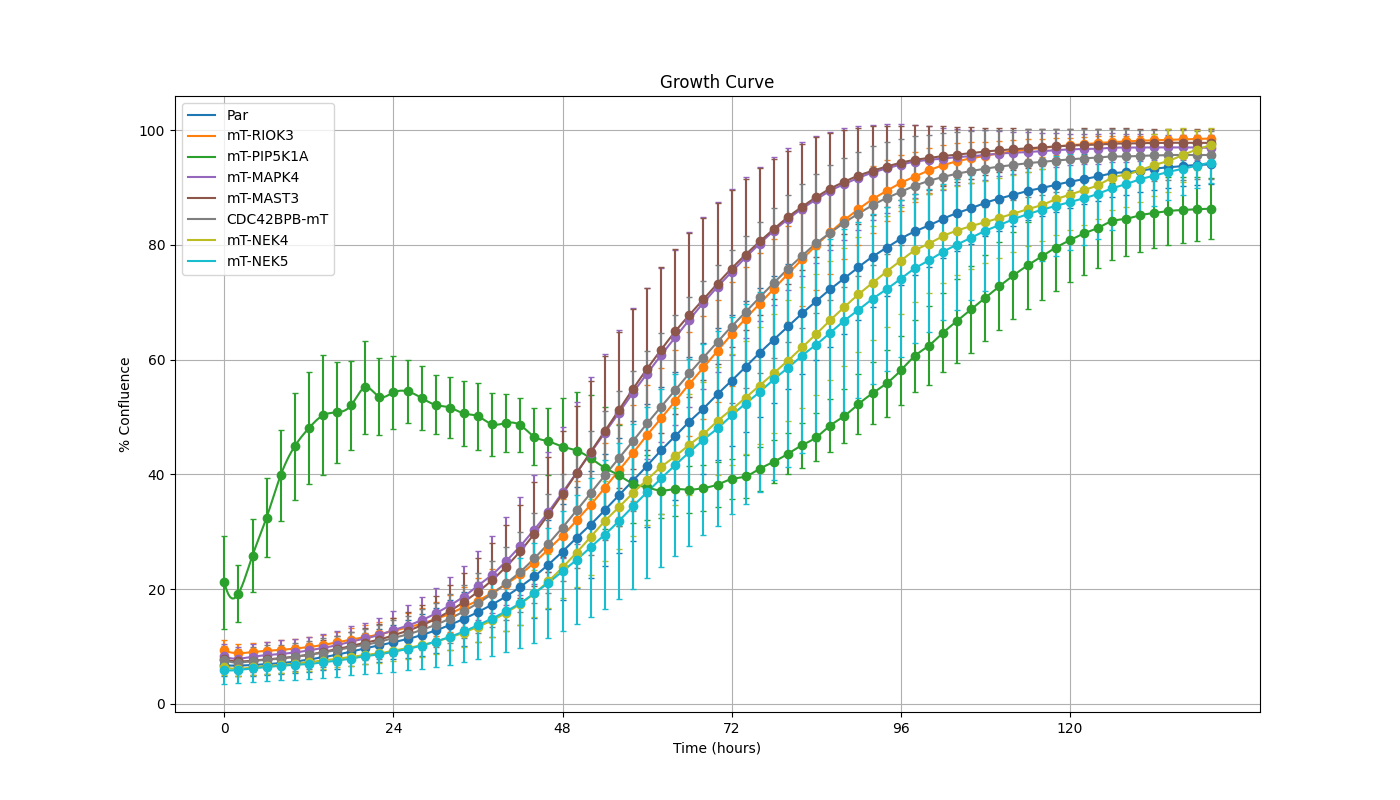 Growth Curve
Par
mT-RIOK3
mT-PIP5K1A
mT-MAPK4
mT-MAST3
CDC42BPB-mT
mT-NEK4
mT-NEK5
100
80
60
40
20
0
% Confluence
0 24 48 72 96 120
Time (hours)